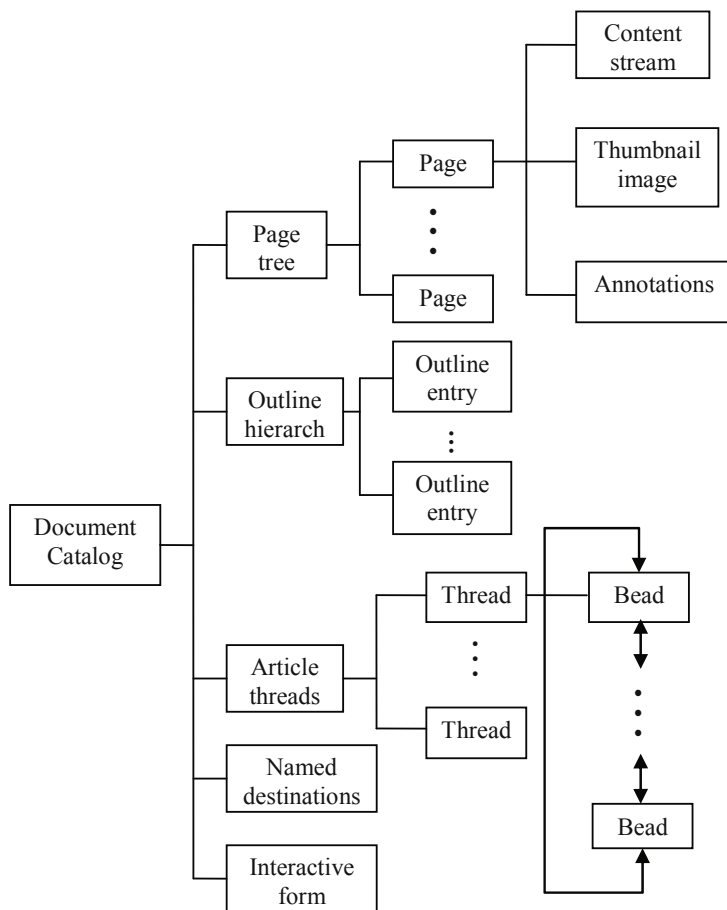 Content
stream
Page
Thumbnail
image
Page
tree
Page
Annotations
Outline
entry
Outline
hierarch
Outline
entry
Document
Catalog
Thread
Bead
Article
threads
Thread
Named
destinations
Bead
Interactive
form